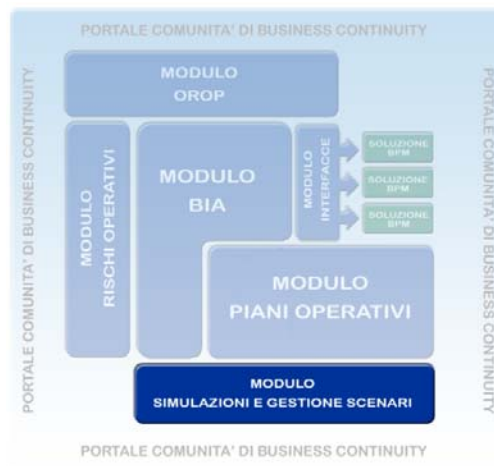 PORTALE COMUNITA' DI BUSINESS CONTINUITY
PORTALE COMUNITA' DI BUSINESS CONTINUITY
PORTALE COMUNITA' DI BUSINESS CONTINUITY
MODULO
OROP
MODULO
RISCHI OPERATIVI
MODULO
BIA
MODULO
INTERFACCE
SOLUZIONE
BPM
SOLUZIONE
BPM
SOLUZIONE
BPM
MODULO
PIANI OPERATIVI
MODULO
SIMULAZIONI E GESTIONE SCENARI
PORTALE COMUNITA' DI BUSINESS CONTINUITY